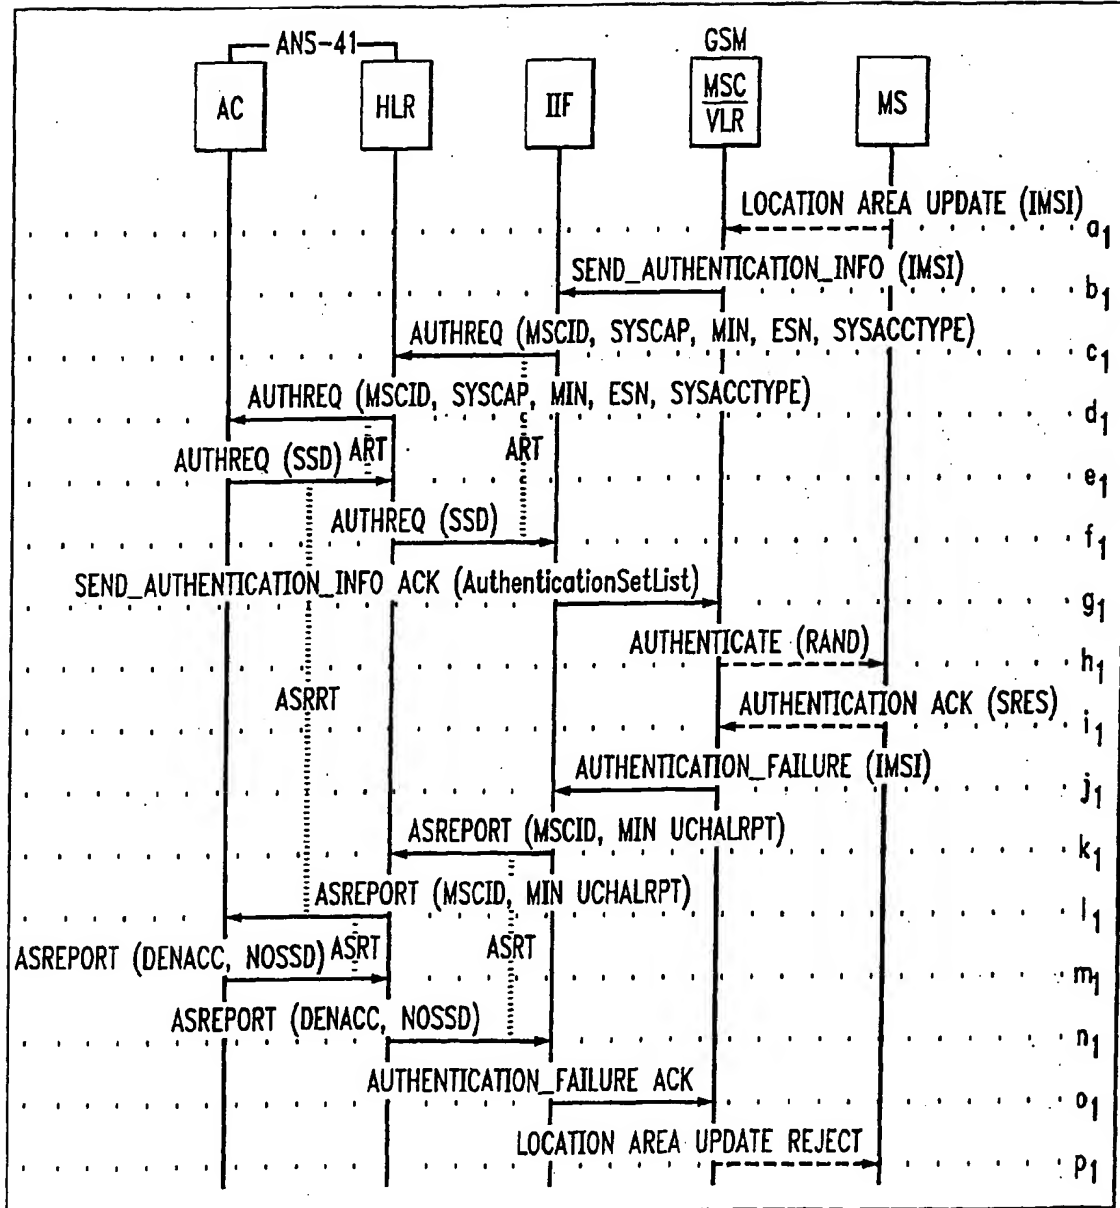 ANS-41
GSM
AC
HLR
IIF
MSC
VLR
MS
LOCATION AREA UPDATE (IMSI)
a1
SEND_AUTHENTICATION_INFO (IMSI)
b1
AUTHREQ (MSCID, SYSCAP, MIN, ESN, SYSACCTYPE)
c1
AUTHREQ (MSCID, SYSCAP, MIN, ESN, SYSACCTYPE)
d1
ART
ART
AUTHREQ (SSD)
e1
AUTHREQ (SSD)
f1
SEND_AUTHENTICATION_INFO ACK (AuthenticationSetList)
g1
AUTHENTICATE (RAND)
h1
ASRRT
AUTHENTICATION ACK (SRES)
i1
AUTHENTICATION_FAILURE (IMSI)
j1
ASREPORT (MSCID, MIN UCHALRPT)
k1
ASREPORT (MSCID, MIN UCHALRPT)
l1
ASRT
ASRT
ASREPORT (DENACC, NOSSD)
m1
ASREPORT (DENACC, NOSSD)
n1
AUTHENTICATION_FAILURE ACK
o1
LOCATION AREA UPDATE REJECT
p1